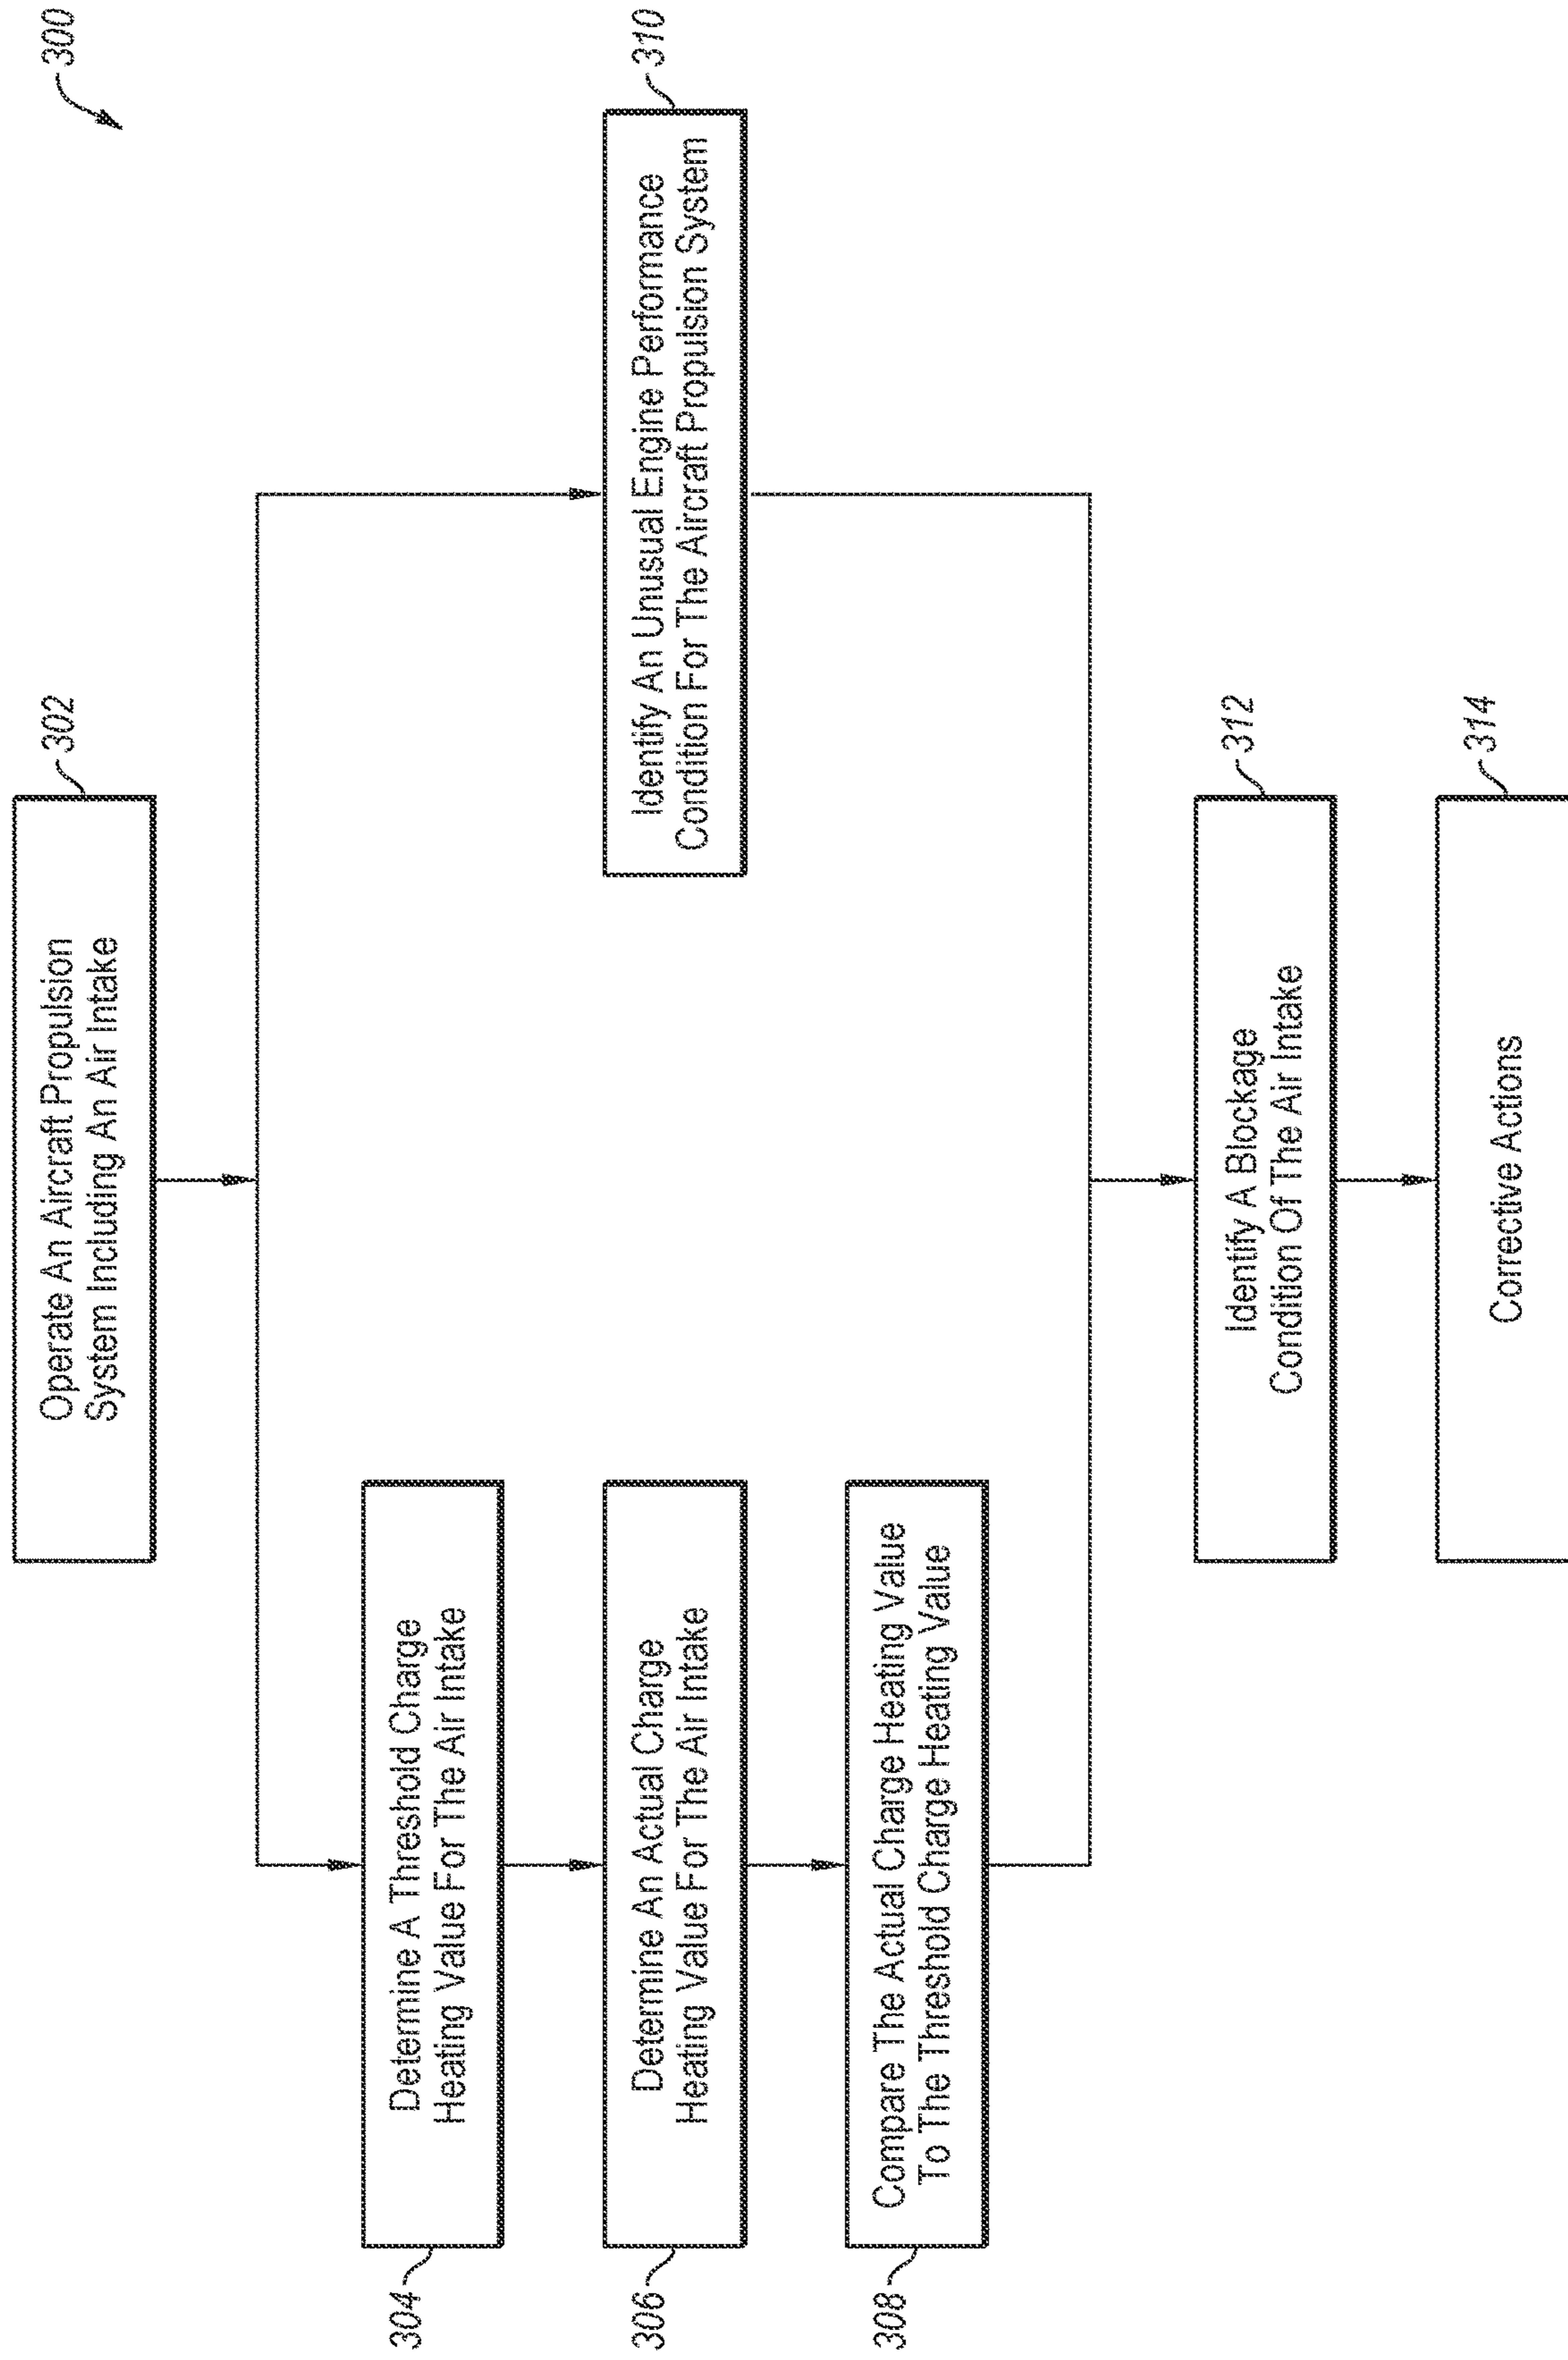 300
302
Operate An Aircraft Propulsion
System Including An Air Intake
304
Determine A Threshold Charge
Heating Value For The Air Intake
306
Determine An Actual Charge
Heating Value For The Air Intake
308
Compare The Actual Charge Heating Value
To The Threshold Charge Heating Value
310
Identify An Unusual Engine Performance
Condition For The Aircraft Propulsion System
312
Identify A Blockage
Condition Of The Air Intake
314
Corrective Actions